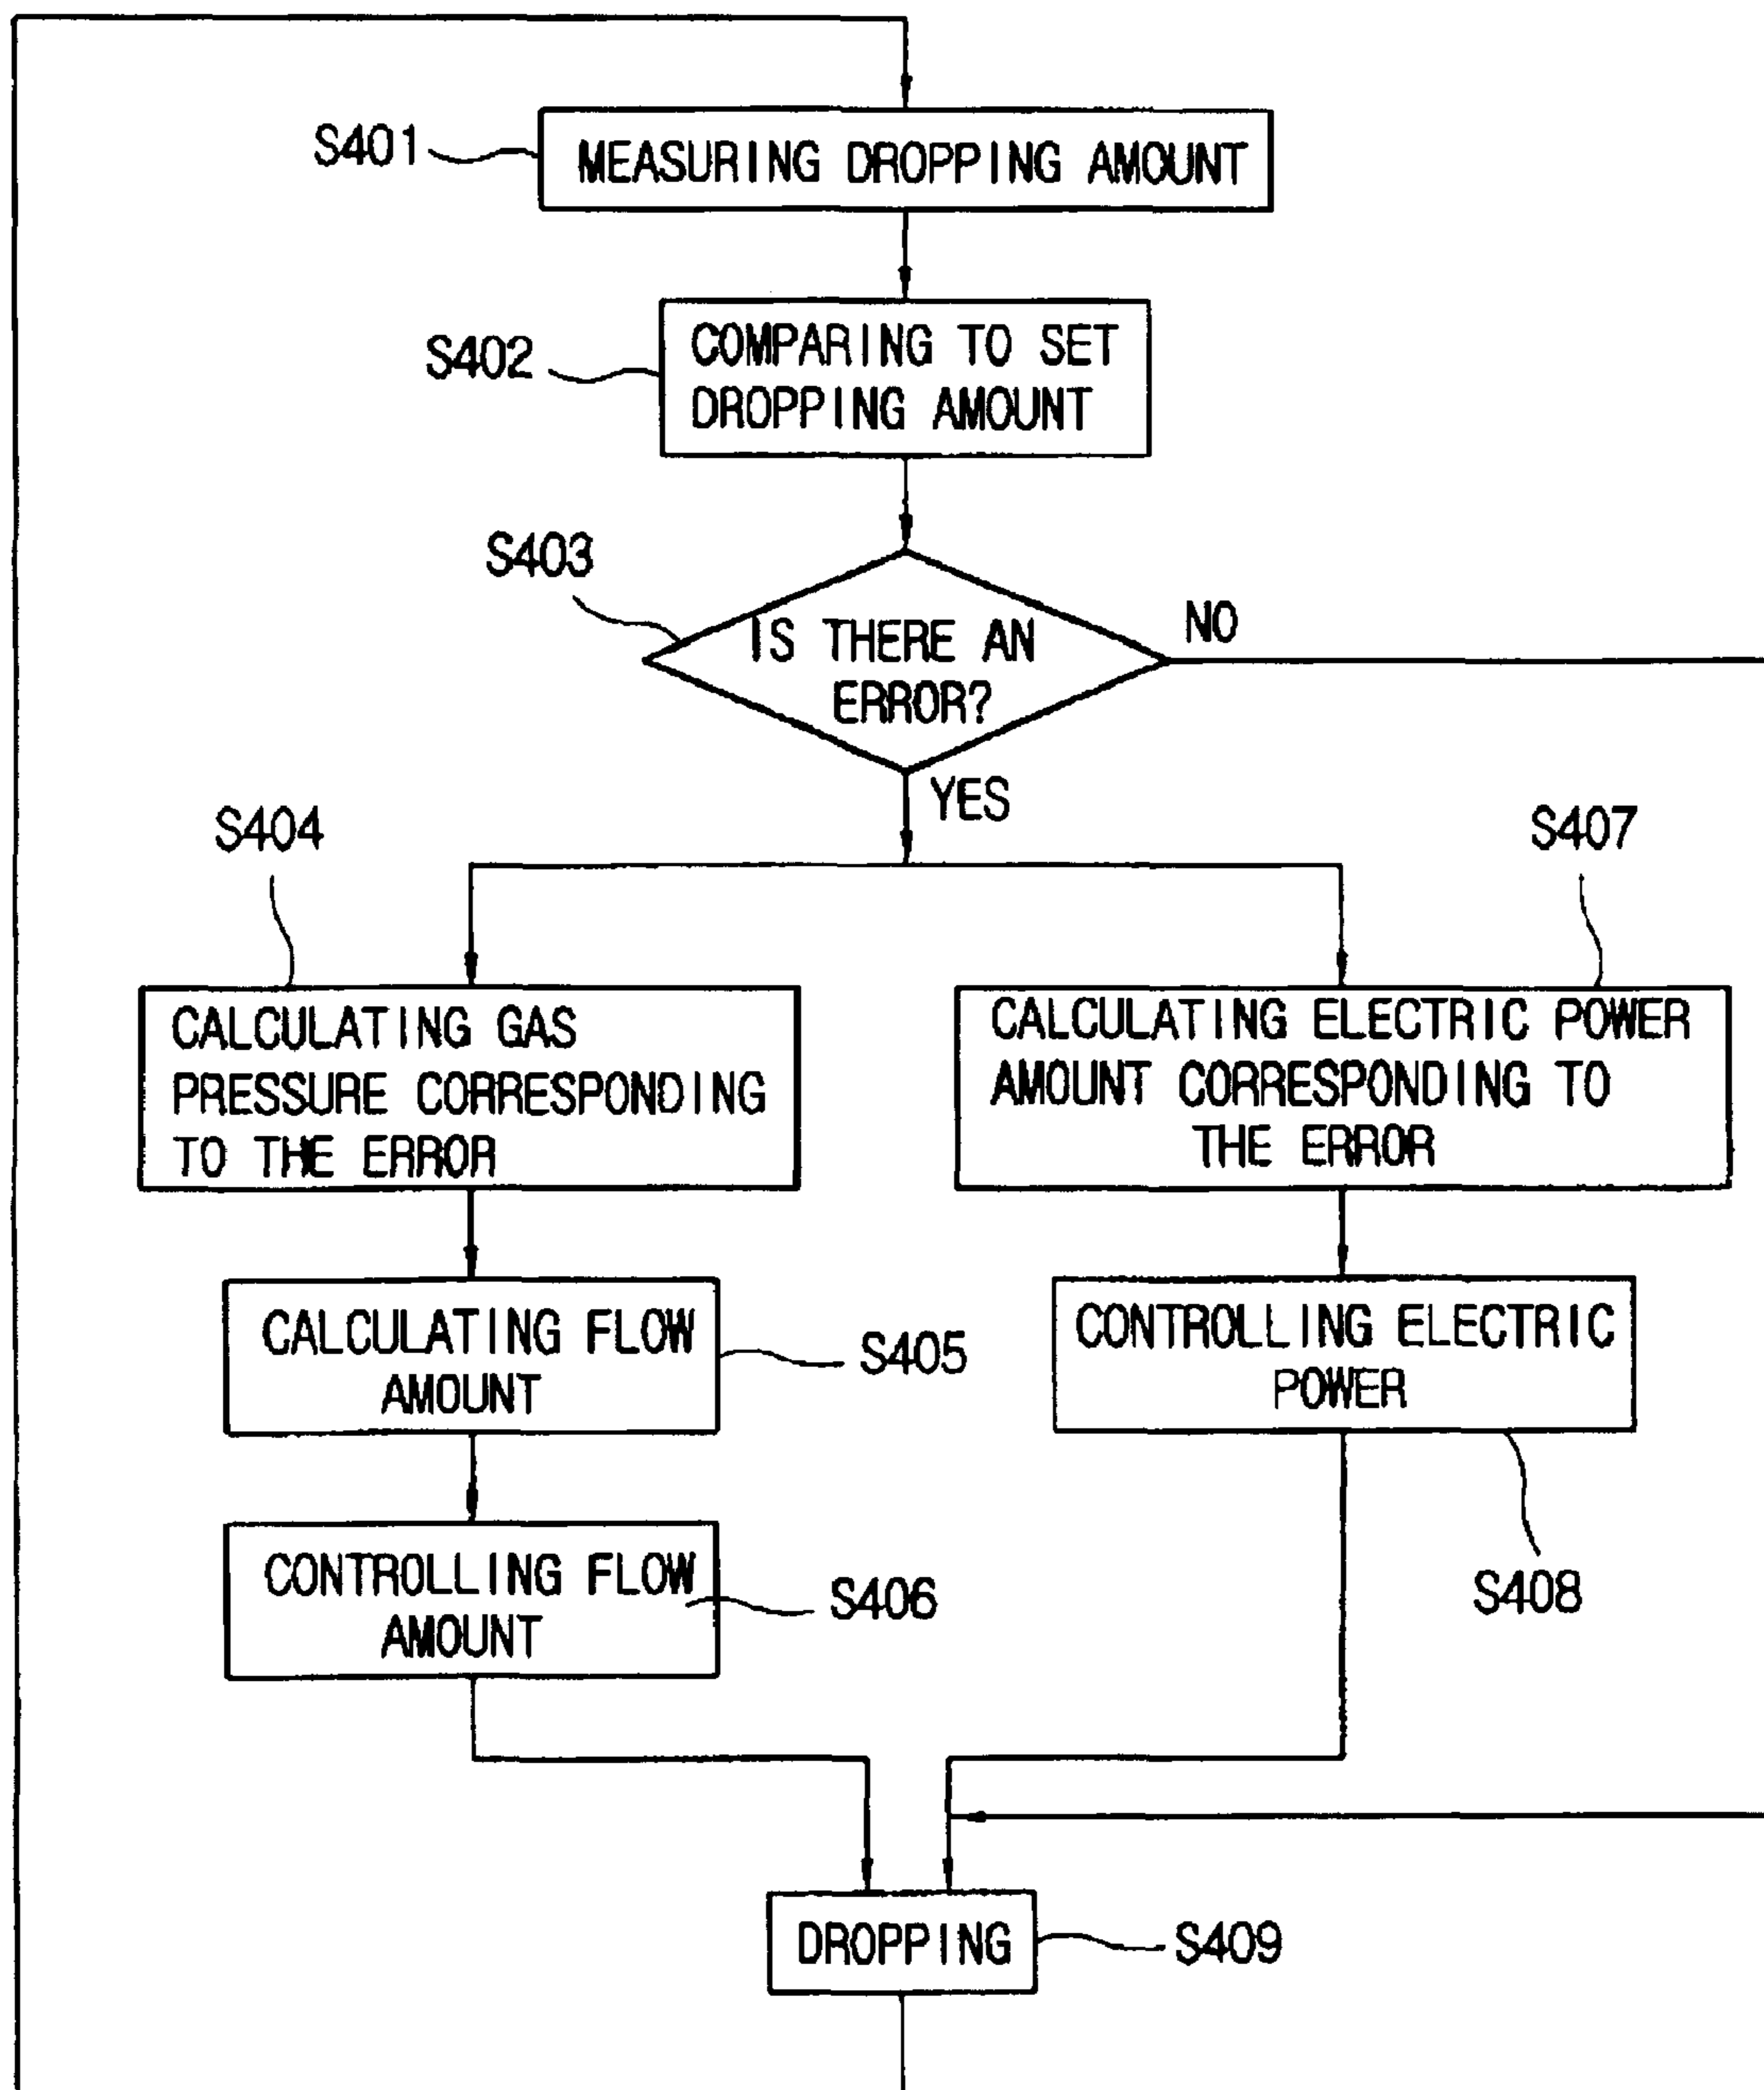 S401
MEASURING DROPPING AMOUNT
S402
COMPARING TO SET
DROPPING AMOUNT
S403
IS THERE AN
ERROR?
NO
YES
S404
CALCULATING GAS
PRESSURE CORRESPONDING
TO THE ERROR
S407
CALCULATING ELECTRIC POWER
AMOUNT CORRESPONDING TO
THE ERROR
CALCULATING FLOW
AMOUNT
S405
CONTROLLING ELECTRIC
POWER
S408
CONTROLLING FLOW
AMOUNT
S406
DROPPING
S409